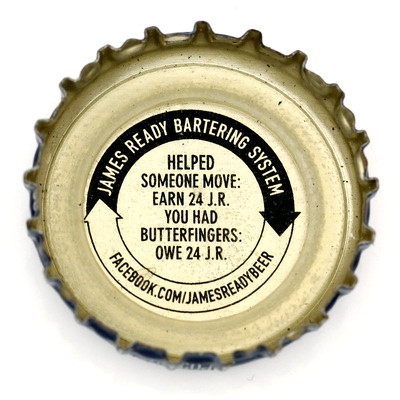 JAMES READY BARTERING SYSTEM
HELPED
SOMEONE MOVE:
EARN 24 J.R.
YOU HAD
BUTTERFINGERS:
OWE 24 J.R.
FACEBOOK.COM/JAMESREADYBEER